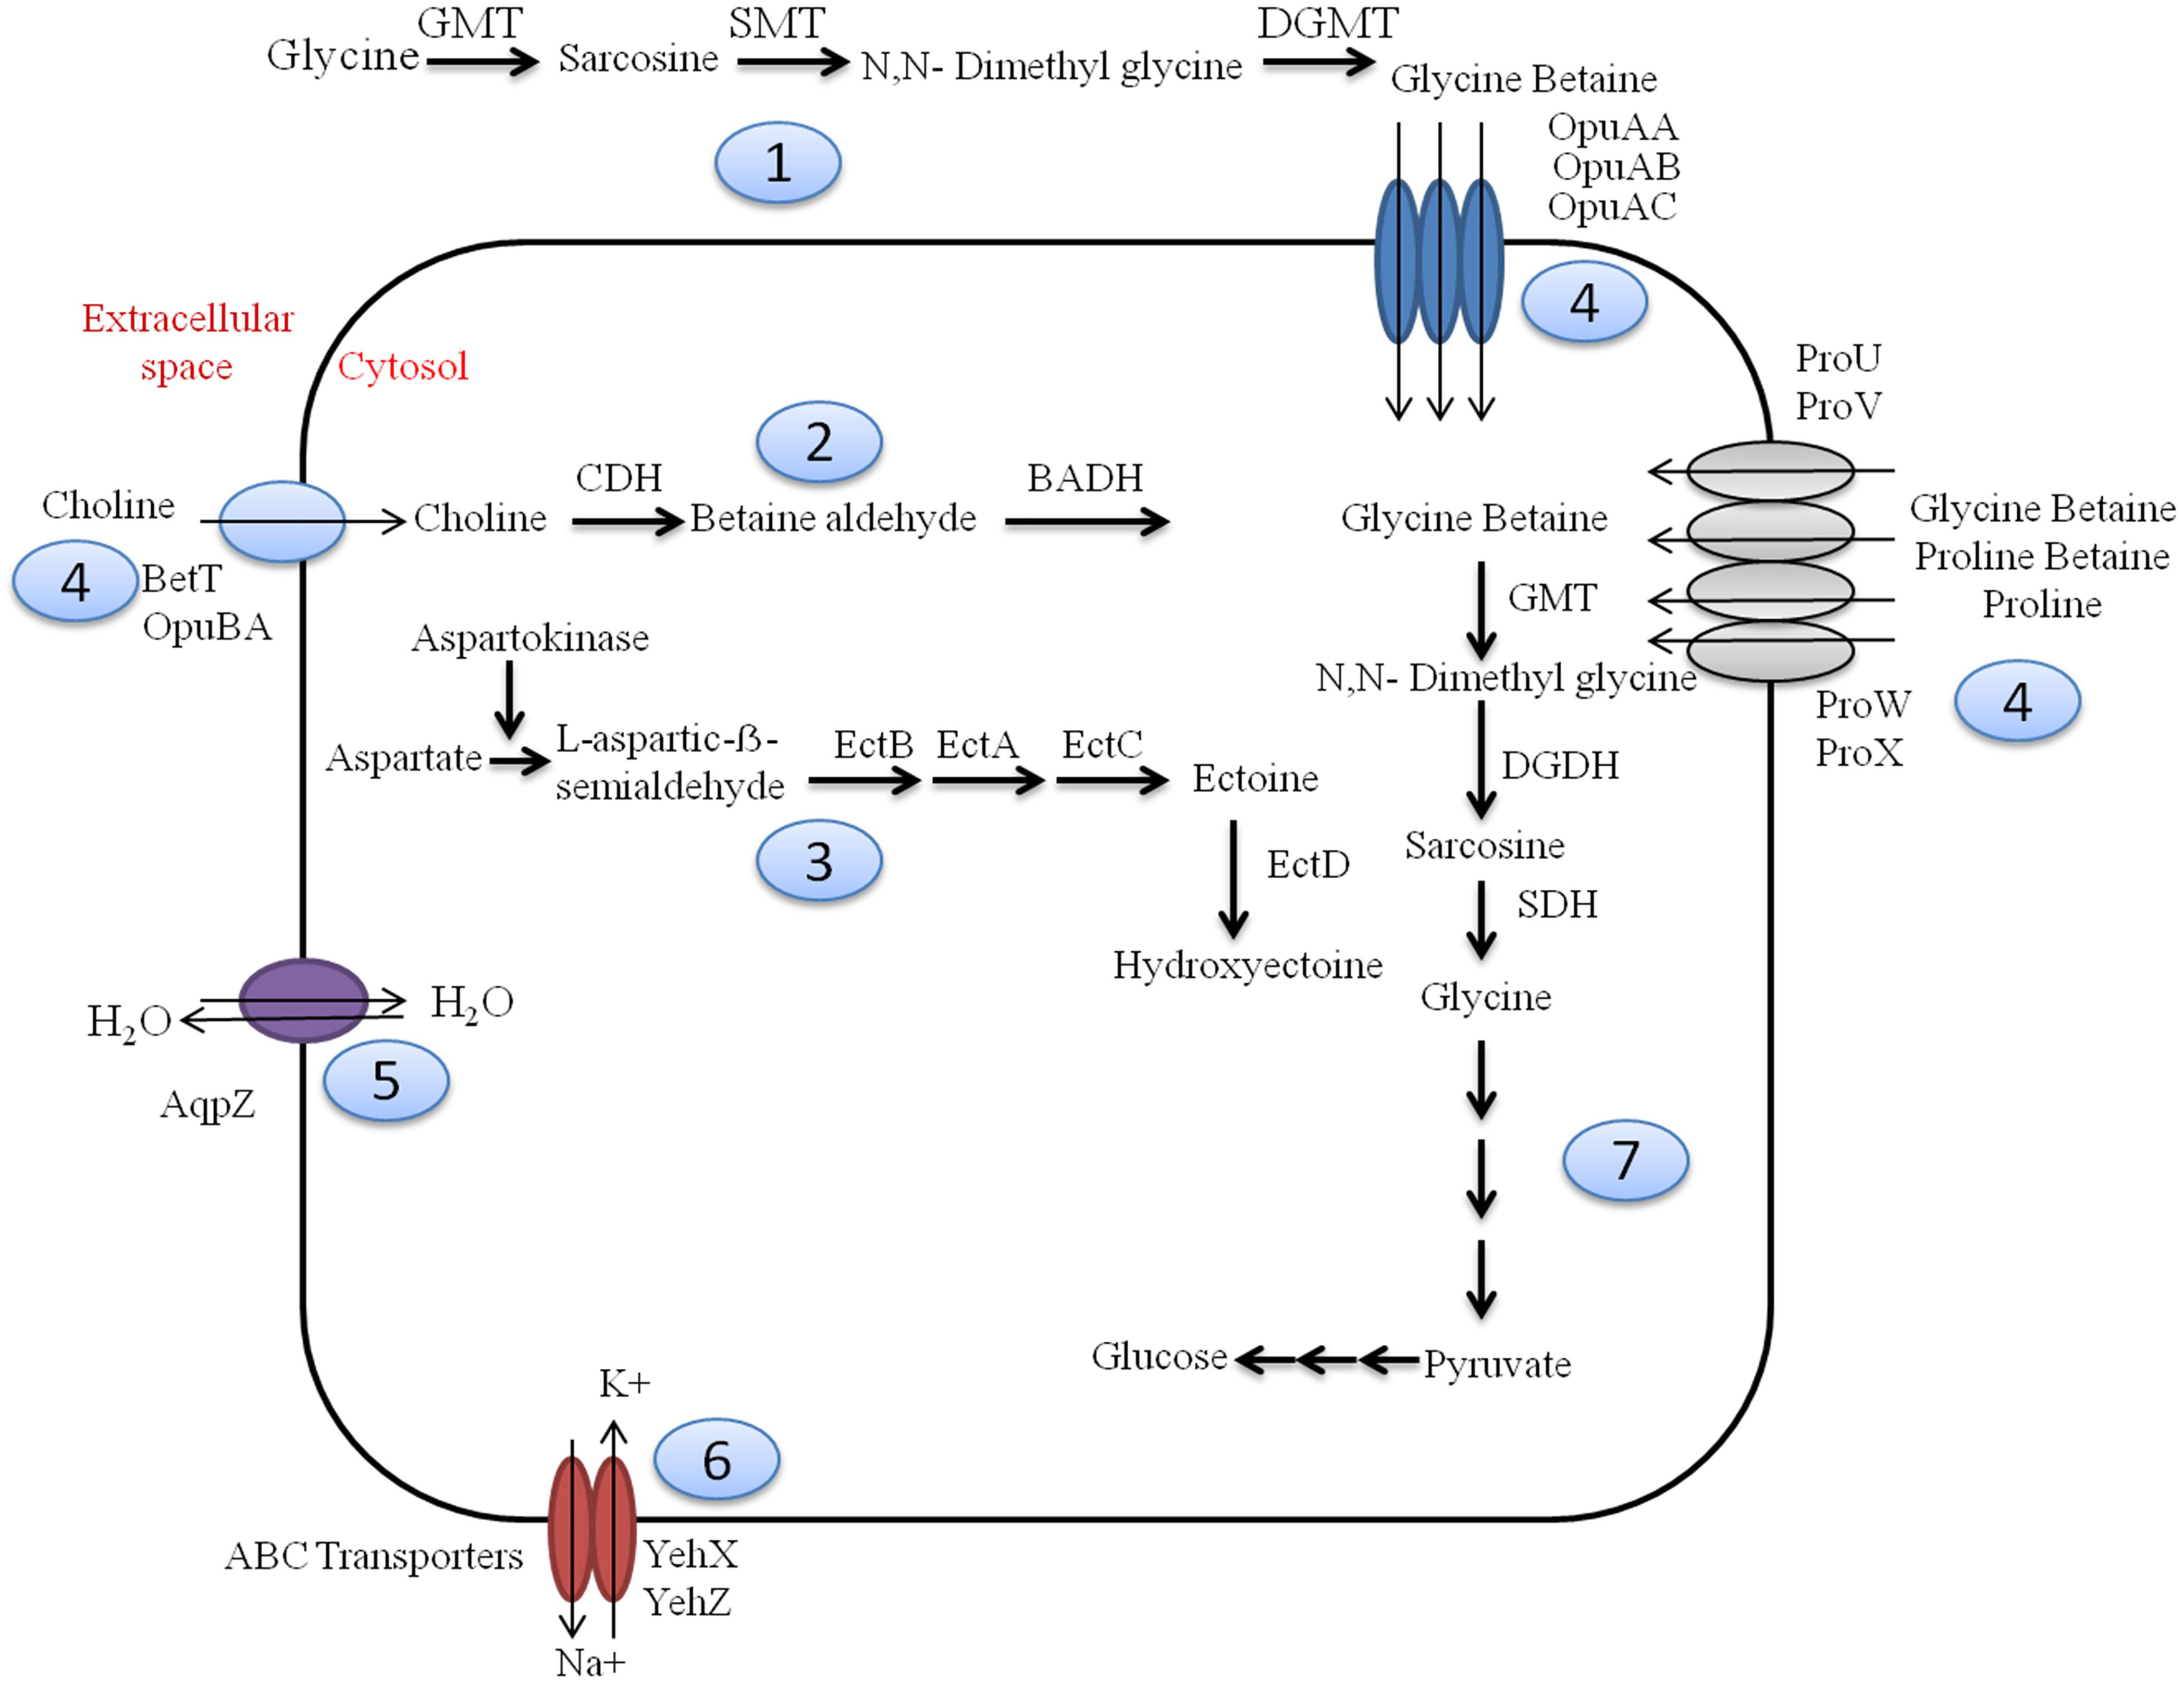 GMT
SMT
DGMT
Glycine
Sarcosine
N,N- Dimethyl glycine
Glycine Betaine
OpuAA
OpuAB
OpuAC
1
4
Extracellular
space
Cytosol
ProU
ProV
2
CDH
BADH
Choline
Choline
Betaine aldehyde
Glycine Betaine
Glycine Betaine
Proline Betaine
Proline
4
BetT
OpuBA
GMT
Aspartokinase
N,N- Dimethyl glycine
4
ProW
ProX
Aspartate
L-aspartic-ß-
semialdehyde
EctB
EctA
EctC
Ectoine
DGDH
3
EctD
Sarcosine
SDH
Hydroxyectoine
Glycine
H₂O
H₂O
5
AqpZ
7
Glucose
Pyruvate
K+
6
ABC Transporters
YehX
YehZ
Na+